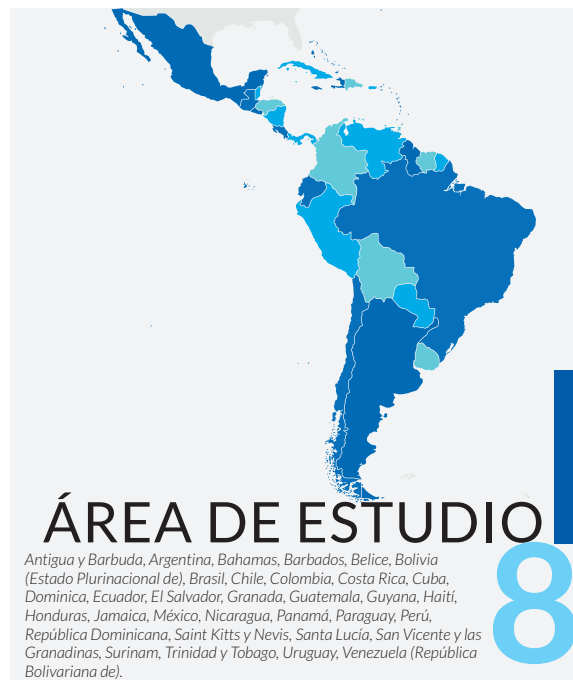 ÁREA DE ESTUDIO
Antigua y Barbuda, Argentina, Bahamas, Barbados, Belice, Bolivia
(Estado Plurinacional de), Brasil, Chile, Colombia, Costa Rica, Cuba,
Dominica, Ecuador, El Salvador, Granada, Guatemala, Guyana, Haití,
Honduras, Jamaica, México, Nicaragua, Panamá, Paraguay, Perú,
República Dominicana, Saint Kitts y Nevis, Santa Lucía, San Vicente y las
Granadinas, Surinam, Trinidad y Tobago, Uruguay, Venezuela (República
Bolivariana de).
8